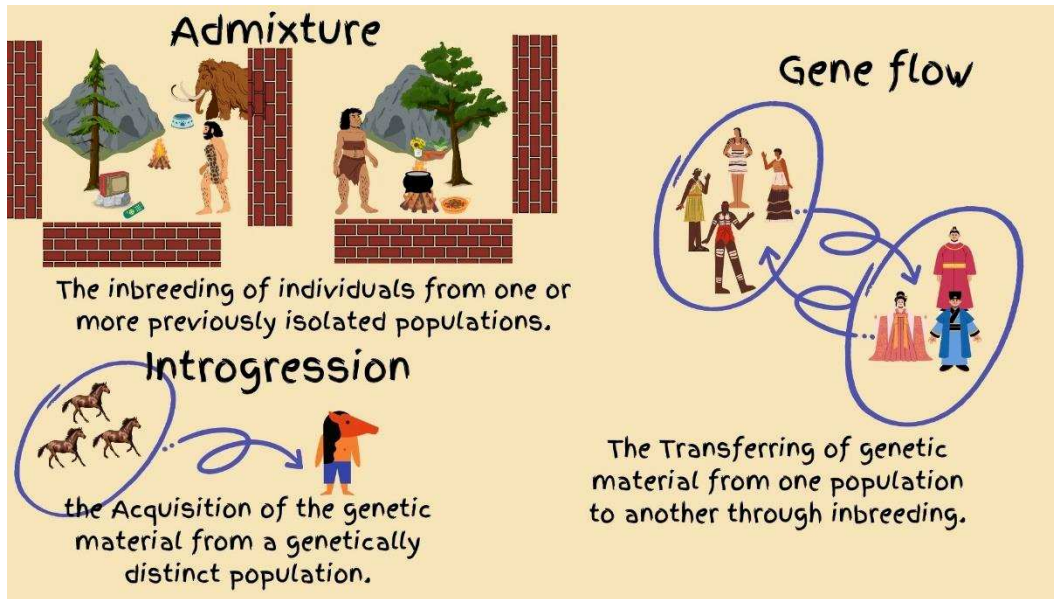 Admixture
The inbreeding of individuals from one or
more previously isolated populations.
Introgression
the Acquisition of the genetic
material from a genetically
distinct population.
Gene flow
The Transferring of genetic
material from one population
to another through inbreeding.